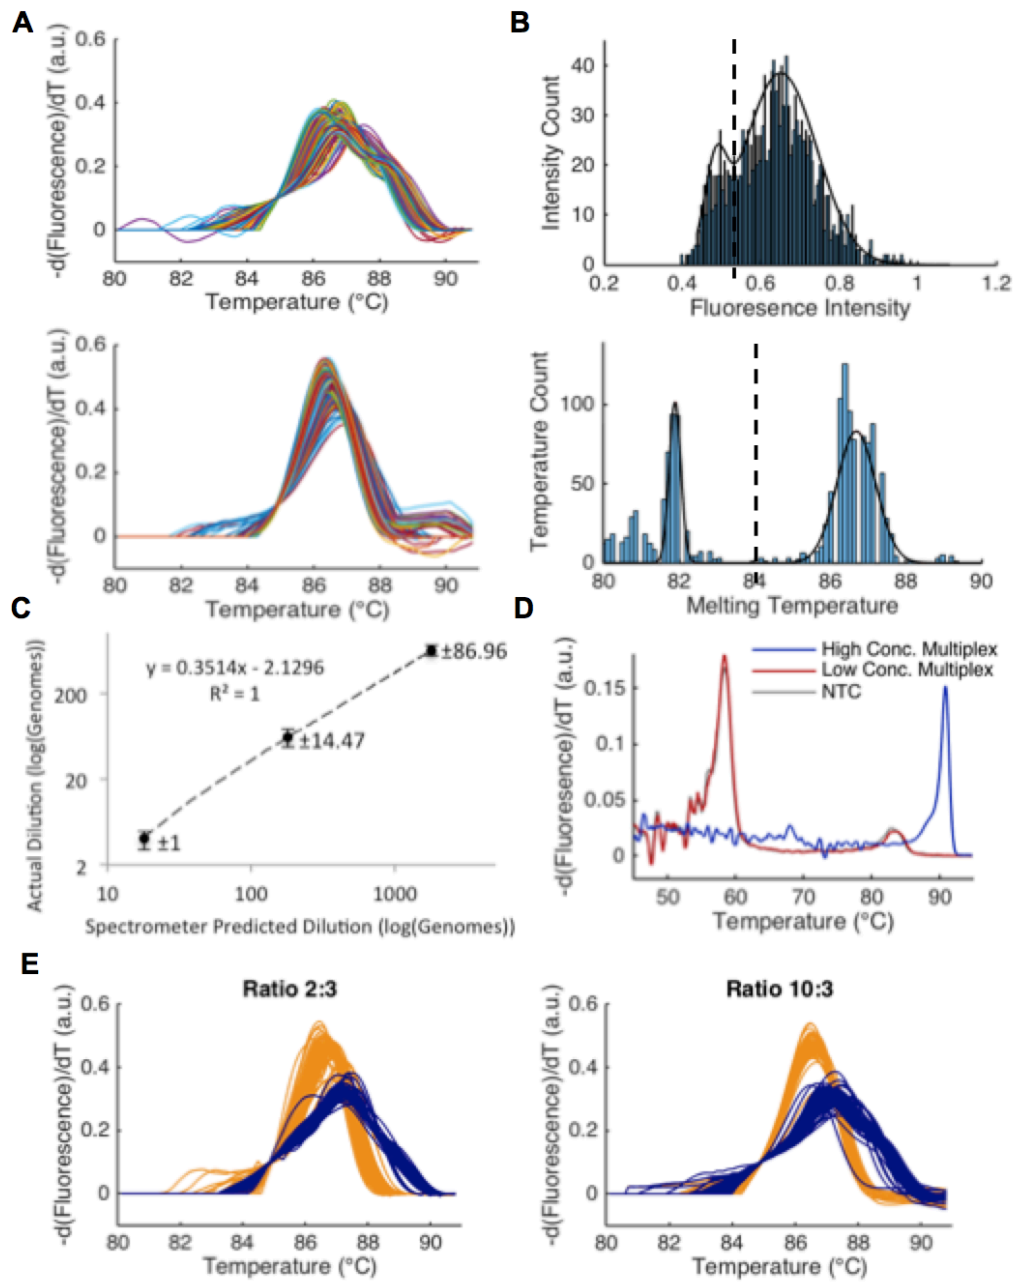 A
-d(Fluorescence)/dT (a.u.)
0.6
0.4
0.2
0
80 82 84 86 88 90
Temperature (°C)
-d(Fluorescence)/dT (a.u.)
0.6
0.4
0.2
0
80 82 84 86 88 90
Temperature (°C)
B
Intensity Count
40
30
20
10
0
0.2 0.4 0.6 0.8 1 1.2
Fluoresence Intensity
Temperature Count
100
50
0
80 82 84 86 88 90
Melting Temperature
C
Actual Dilution (log(Genomes))
y = 0.3514x - 2.1296
R² = 1
±86.96
±14.47
±1
200
20
2
10 100 1000
Spectrometer Predicted Dilution (log(Genomes))
D
-d(Fluoresence)/dT (a.u.)
High Conc. Multiplex
Low Conc. Multiplex
NTC
0.15
0.1
0.05
0
50 60 70 80 90
Temperature (°C)
E
Ratio 2:3
-d(Fluorescence)/dT (a.u.)
0.6
0.4
0.2
0
80 82 84 86 88 90
Temperature (°C)
Ratio 10:3
-d(Fluorescence)/dT (a.u.)
0.6
0.4
0.2
0
80 82 84 86 88 90
Temperature (°C)